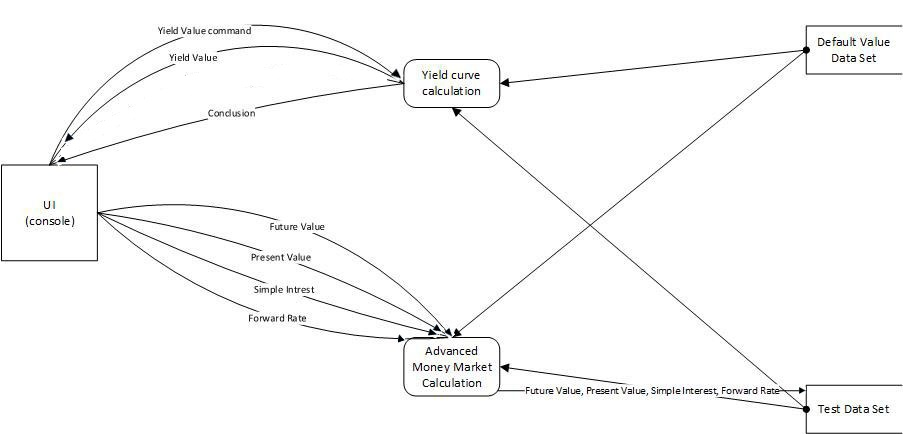 Yield Value command
Yield Value
Conclusion
Yield curve
calculation
Default Value
Data Set
UI
(console)
Future Value
Present Value
Simple Intrest
Forward Rate
Advanced
Money Market
Calculation
Future Value, Present Value, Simple Interest, Forward Rate
Test Data Set